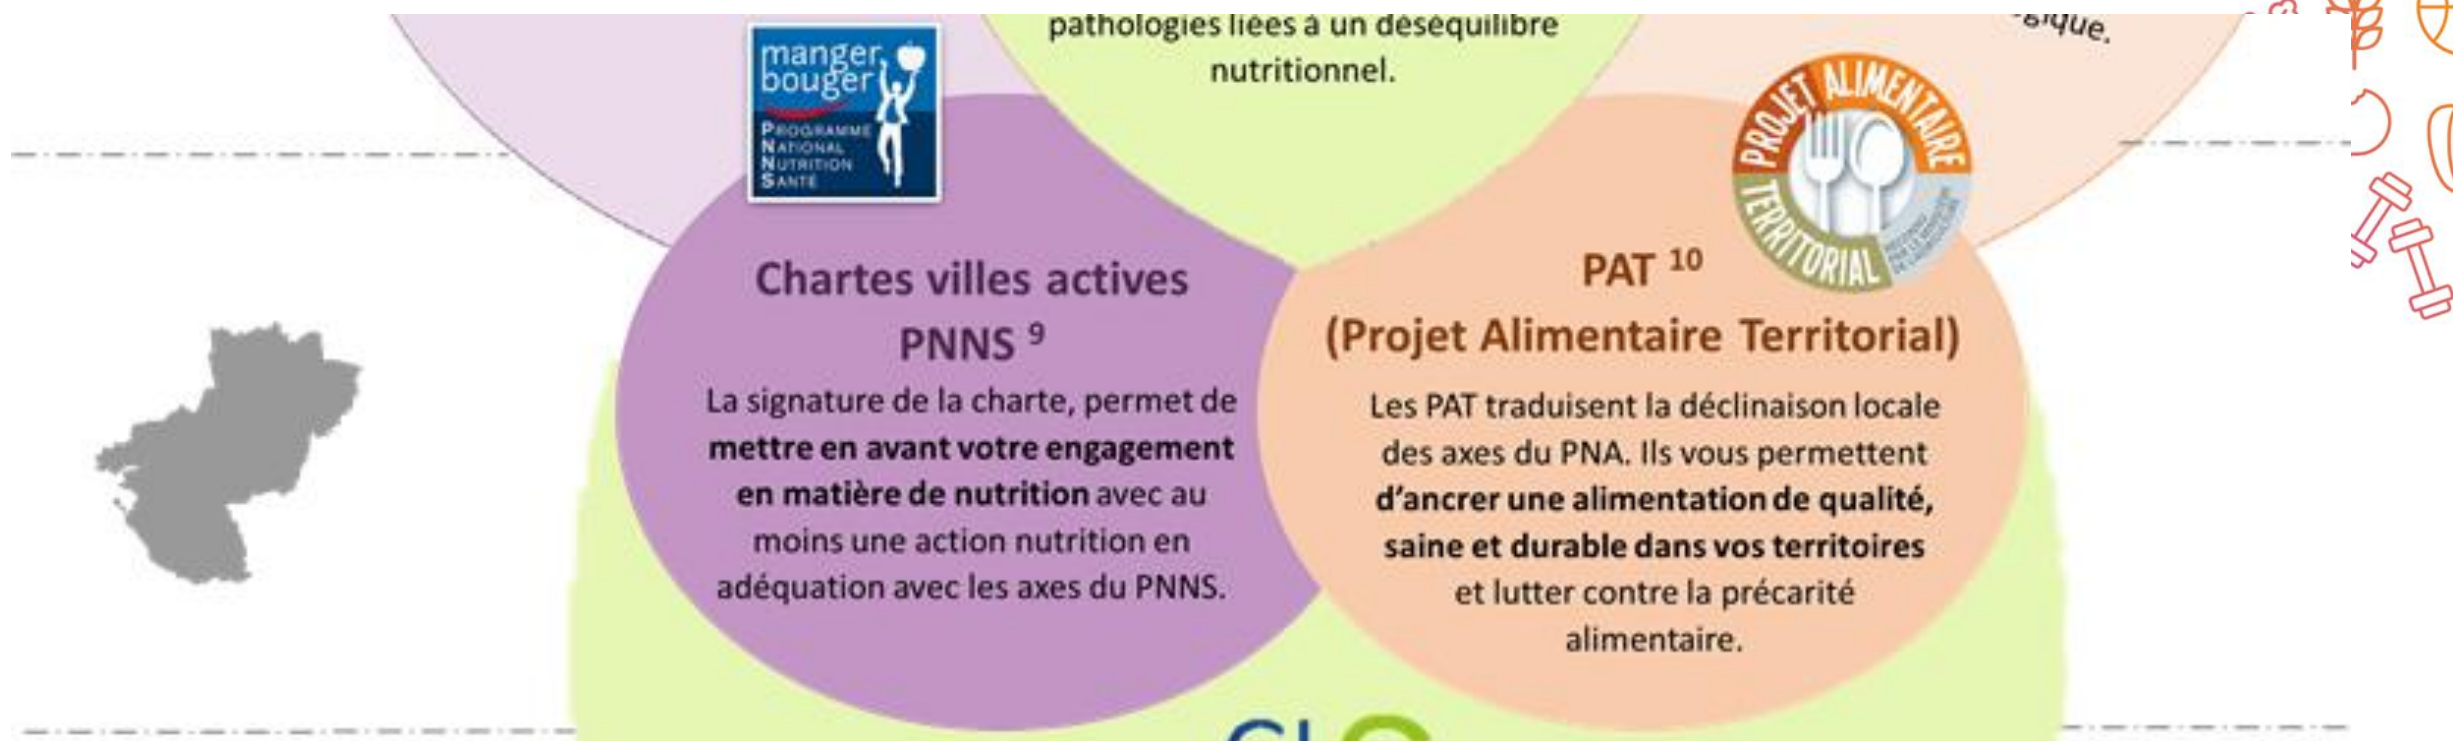 pathologies liées à un déséquilibre
nutritionnel.
manger
bouger
PROGRAMME
NATIONAL
NUTRITION
SANTÉ
PROJET ALIMENTAIRE
TERRITORIAL
Chartes villes actives
PNNS 9
La signature de la charte, permet de
mettre en avant votre engagement
en matière de nutrition avec au
moins une action nutrition en
adéquation avec les axes du PNNS.
PAT 10
(Projet Alimentaire Territorial)
Les PAT traduisent la déclinaison locale
des axes du PNA. Ils vous permettent
d’ancrer une alimentation de qualité,
saine et durable dans vos territoires
et lutter contre la précarité
alimentaire.